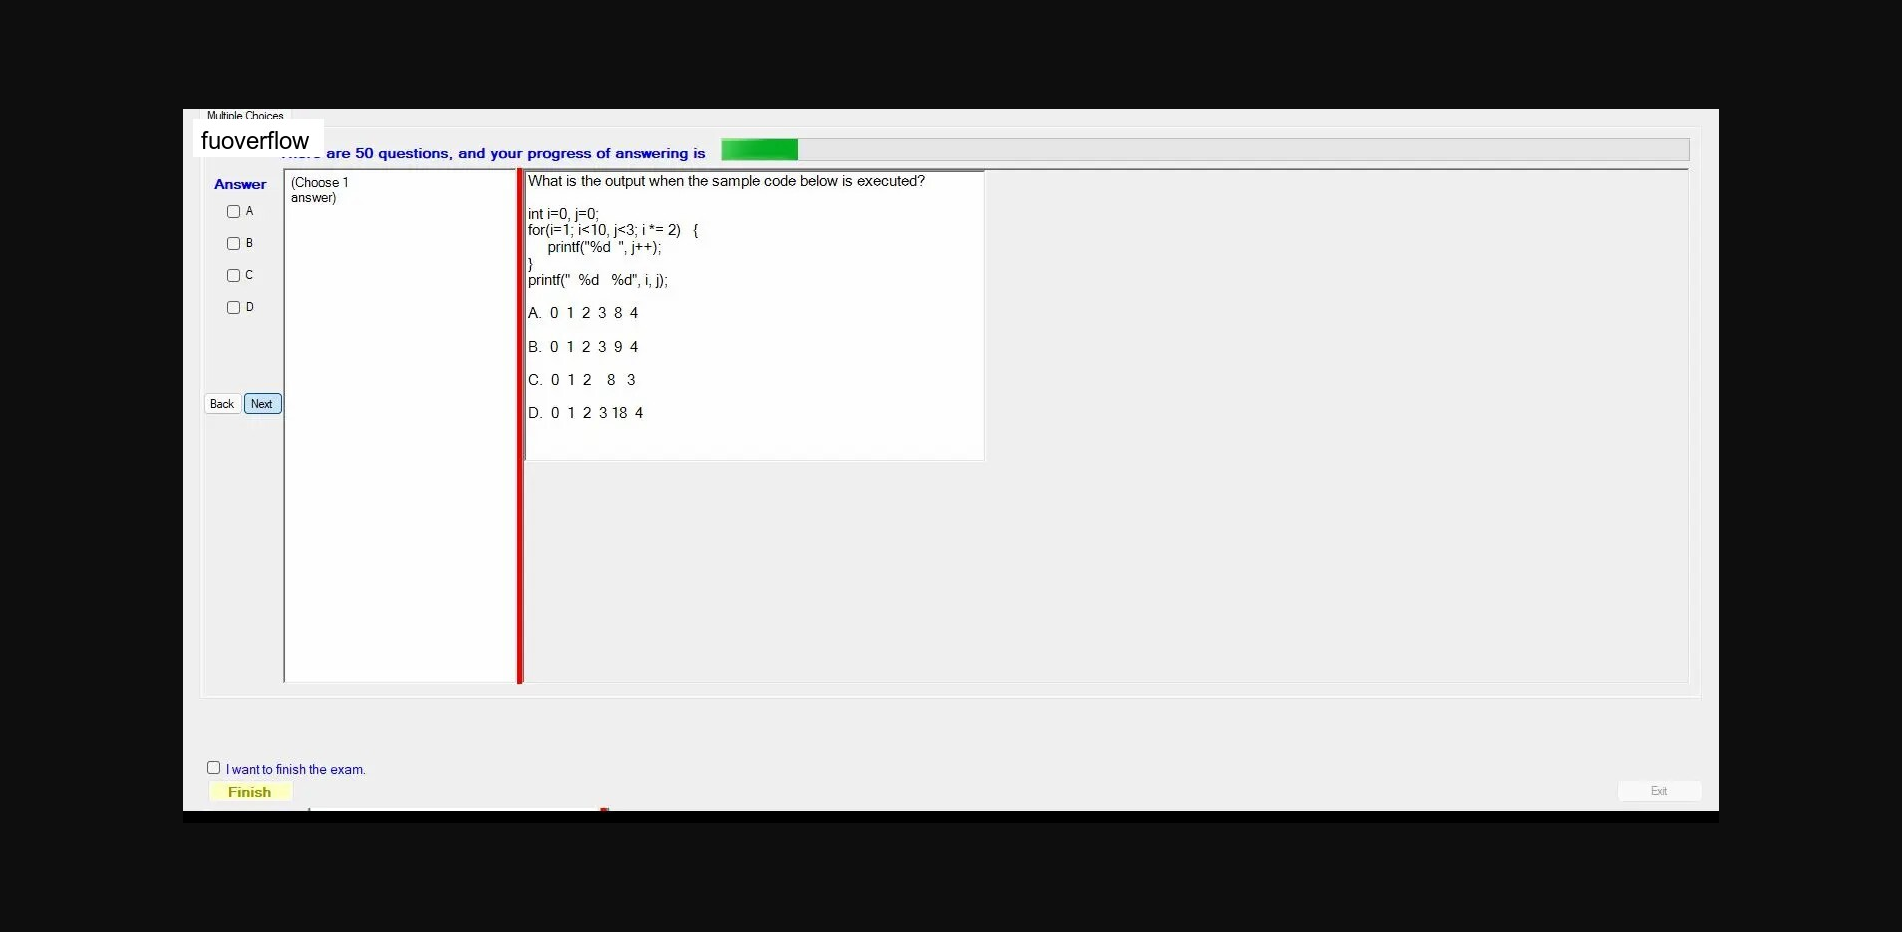 Multiple Choices
fuoverflow
are 50 questions, and your progress of answering is
Answer
(Choose 1
answer)
A
B
C
D
Back
Next
What is the output when the sample code below is executed?
int i=0, j=0;
for(i=1; i<10, j<3; i *= 2) {
printf("%d ", j++);
}
printf(" %d %d", i, j);
A. 0 1 2 3 8 4
B. 0 1 2 3 9 4
C. 0 1 2 8 3
D. 0 1 2 3 18 4
I want to finish the exam.
Finish
Exit